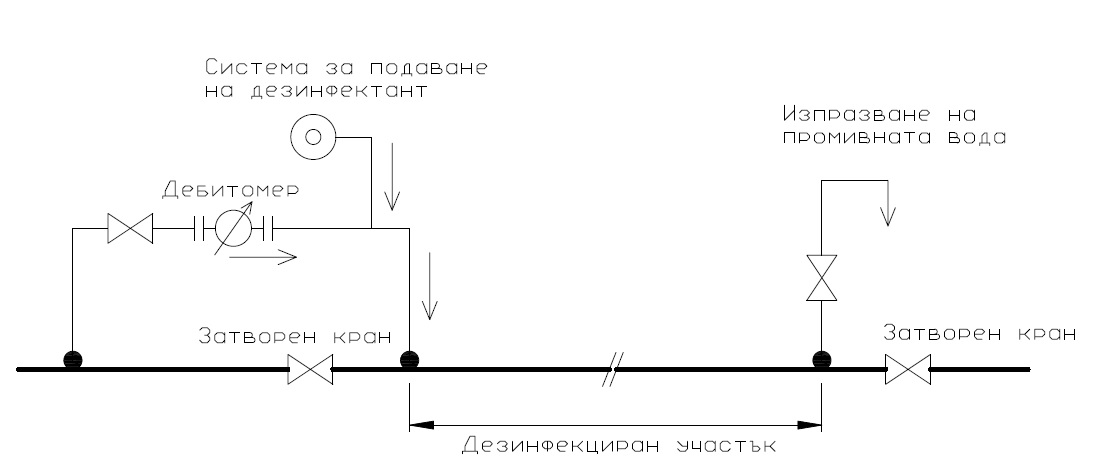 Система за подаване
на дезинфектант
Изпразване на
промивната вода
Дебитомер
Затворен кран
Затворен кран
Дезинфекциран участък